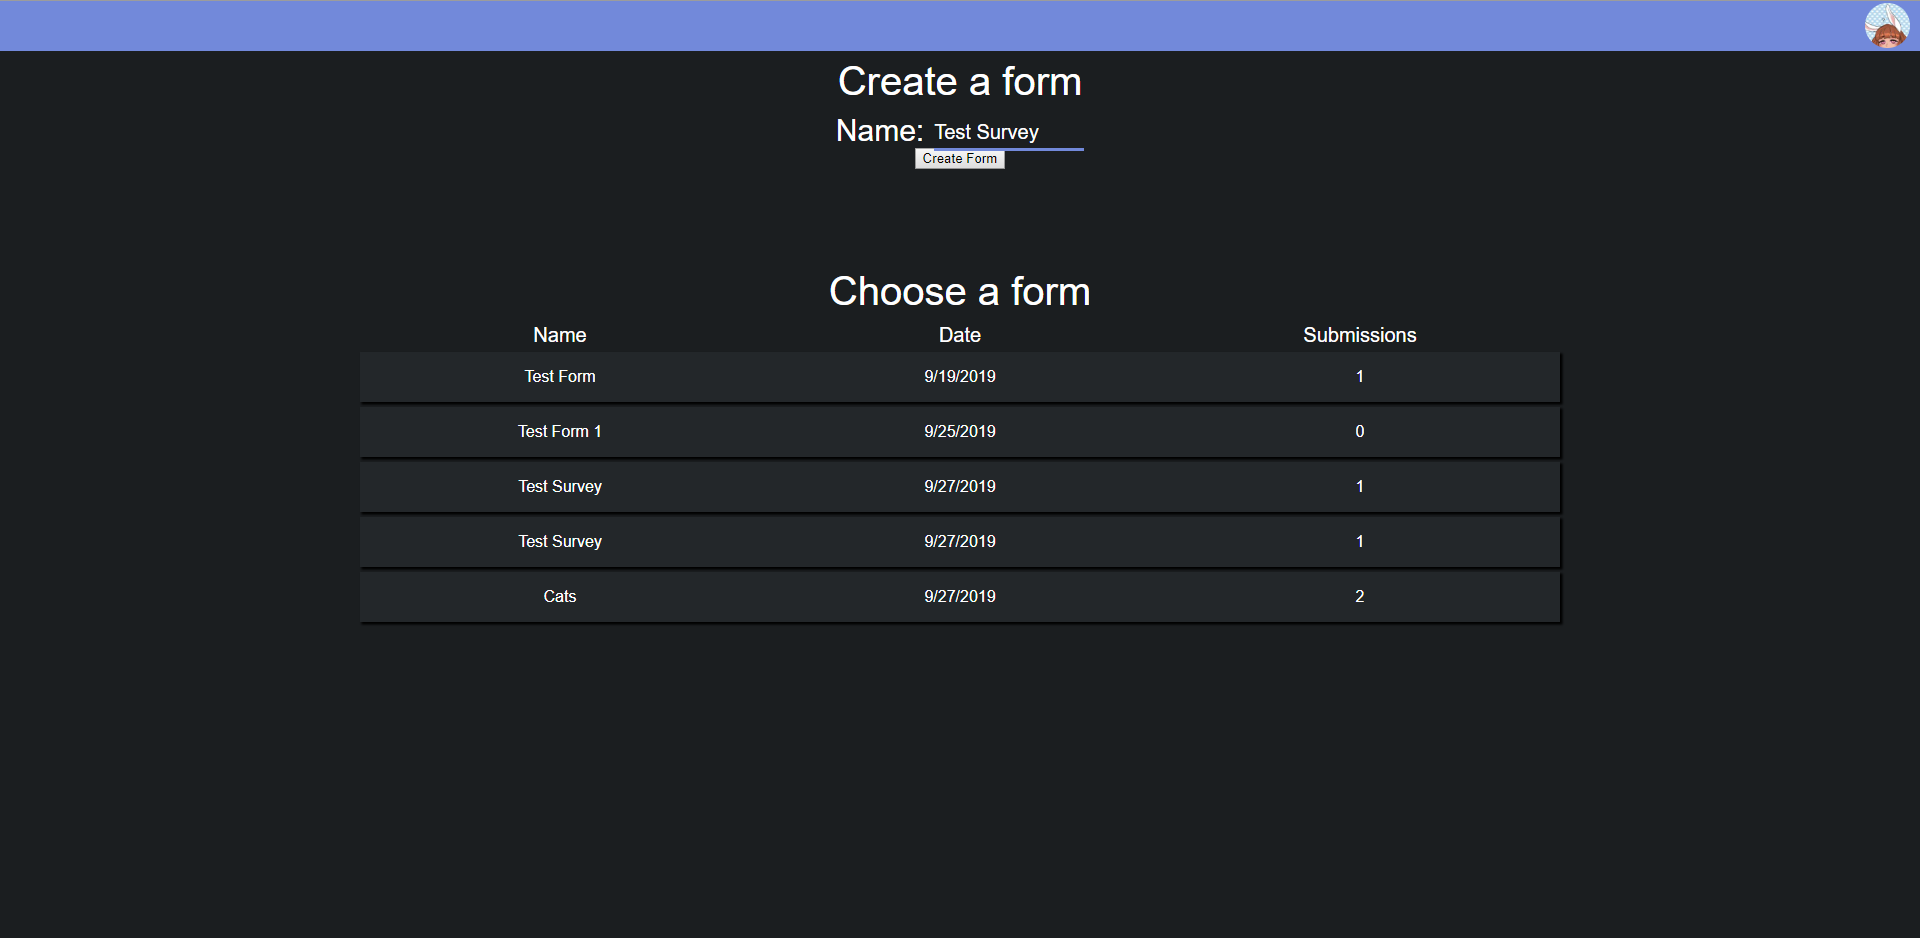 Create a form
Name: Test Survey
Create Form
Choose a form
Name Date Submissions
Test Form 9/19/2019 1
Test Form 1 9/25/2019 0
Test Survey 9/27/2019 1
Test Survey 9/27/2019 1
Cats 9/27/2019 2